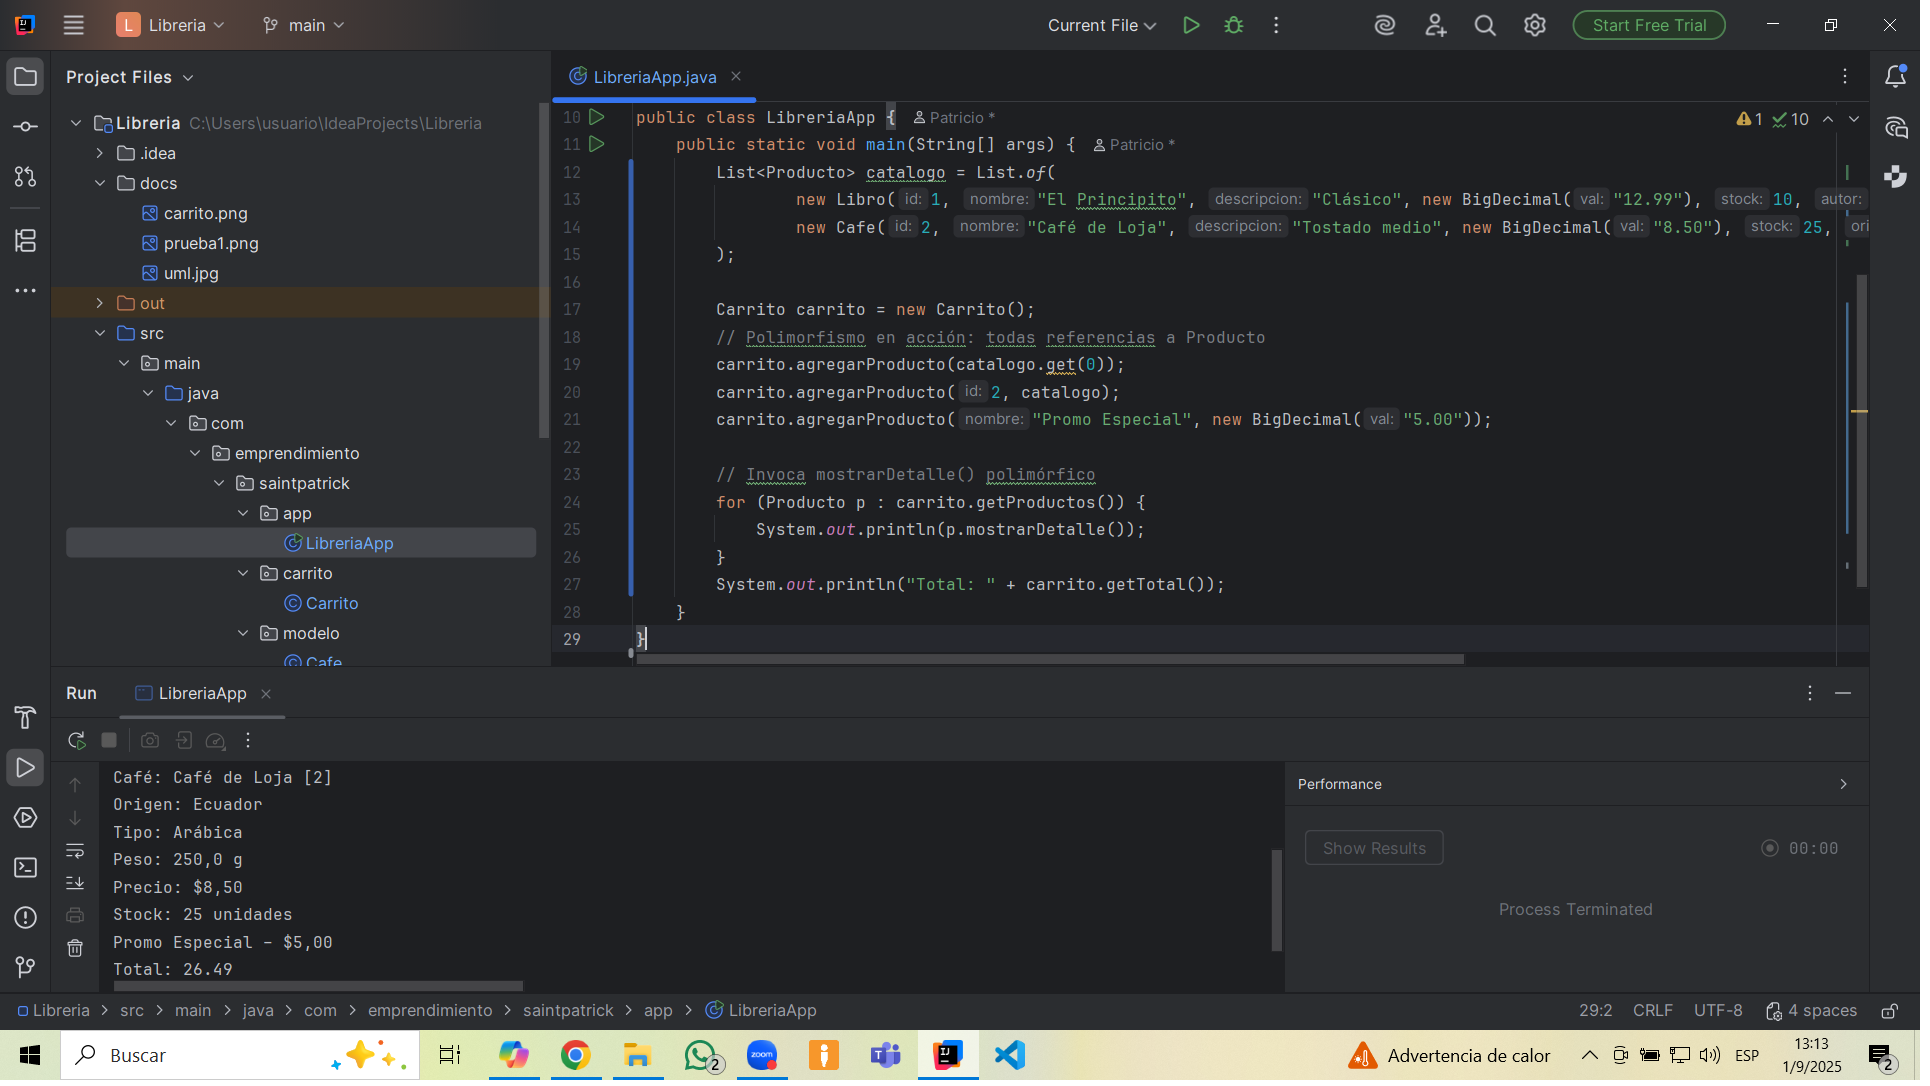 L Libreria main Current File Start Free Trial
Project Files
LibreriaApp.java
Libreria C:\Users\usuario\IdeaProjects\Libreria
.idea
docs
carrito.png
prueba1.png
uml.jpg
out
src
main
java
com
emprendimiento
saintpatrick
app
LibreriaApp
carrito
Carrito
modelo
Cafe
10 public class LibreriaApp { Patricio *
11 public static void main(String[] args) { Patricio *
12 List<Producto> catalogo = List.of(
13 new Libro( id: 1, nombre: "El Principito", descripcion: "Clásico", new BigDecimal( val: "12.99"), stock: 10, autor:
14 new Cafe( id: 2, nombre: "Café de Loja", descripcion: "Tostado medio", new BigDecimal( val: "8.50"), stock: 25, ori
15 );
16
17 Carrito carrito = new Carrito();
18 // Polimorfismo en acción: todas referencias a Producto
19 carrito.agregarProducto(catalogo.get(0));
20 carrito.agregarProducto( id: 2, catalogo);
21 carrito.agregarProducto( nombre: "Promo Especial", new BigDecimal( val: "5.00"));
22
23 // Invoca mostrarDetalle() polimórfico
24 for (Producto p : carrito.getProductos()) {
25 System.out.println(p.mostrarDetalle());
26 }
27 System.out.println("Total: " + carrito.getTotal());
28 }
29 }
1 10
Run LibreriaApp
Café: Café de Loja [2]
Origen: Ecuador
Tipo: Arábica
Peso: 250,0 g
Precio: $8,50
Stock: 25 unidades
Promo Especial - $5,00
Total: 26.49
Performance
Show Results 00:00
Process Terminated
Libreria > src > main > java > com > emprendimiento > saintpatrick > app > LibreriaApp 29:2 CRLF UTF-8 4 spaces
Buscar 2 zoom Advertencia de calor ESP 13:13
1/9/2025 2